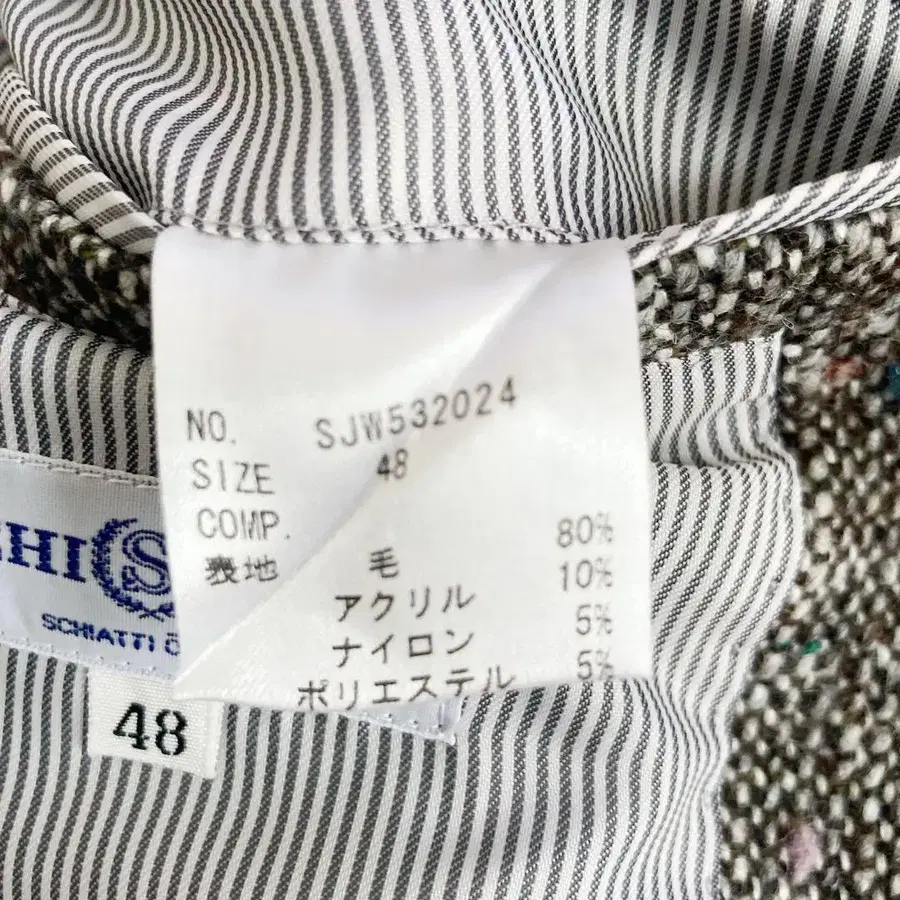 NO. SJW532024
SIZE 48
COMP.
表地 毛 80%
アクリル 10%
ナイロン 5%
ポリエステル 5%
HI S
SCHIATTI
48